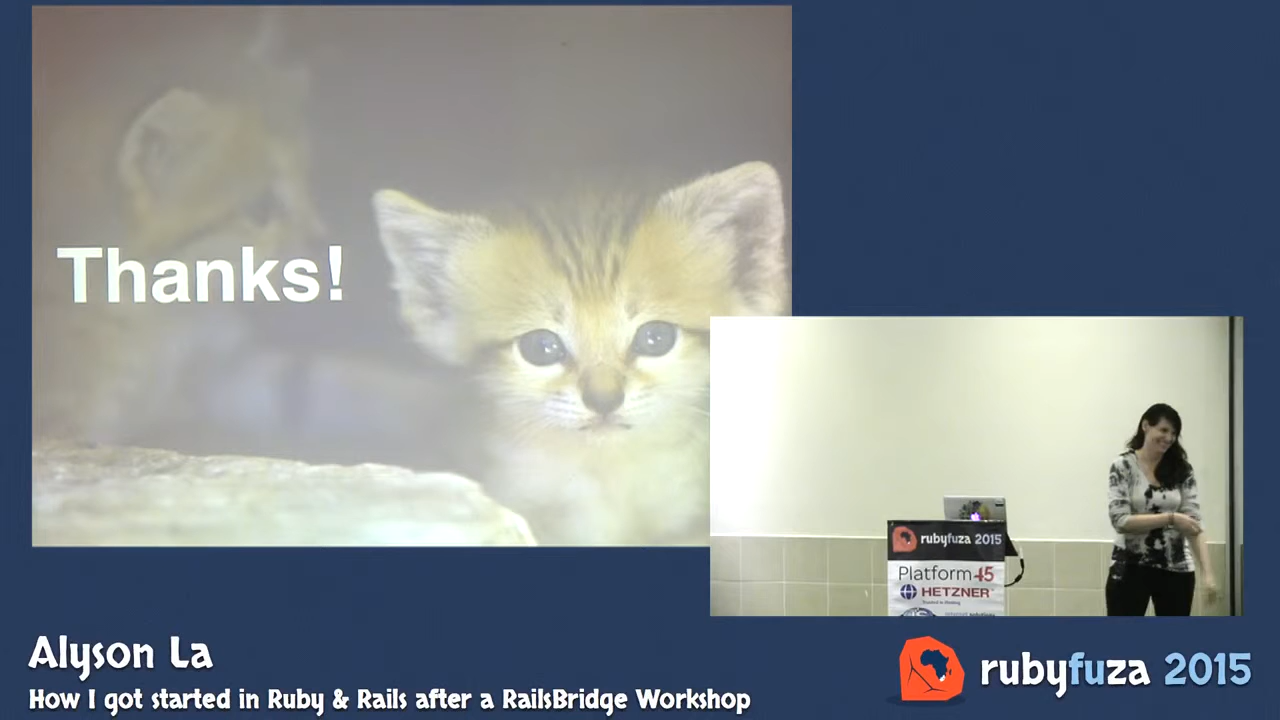 Thanks!
rubyfuza 2015
Platform45
HETZNER
Alyson La
How I got started in Ruby & Rails after a RailsBridge Workshop
rubyfuza 2015